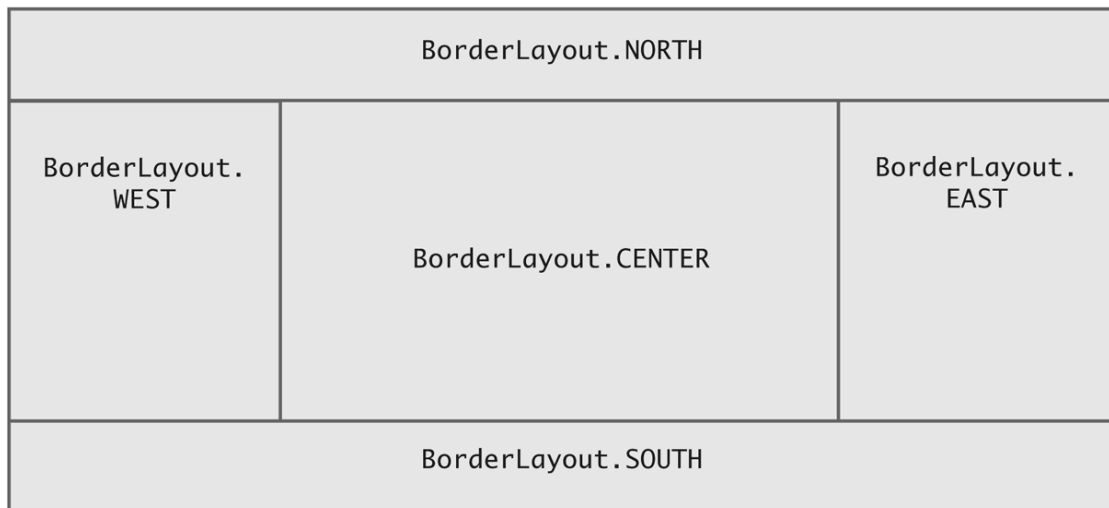 BorderLayout.NORTH
BorderLayout.
WEST
BorderLayout.CENTER
BorderLayout.
EAST
BorderLayout.SOUTH